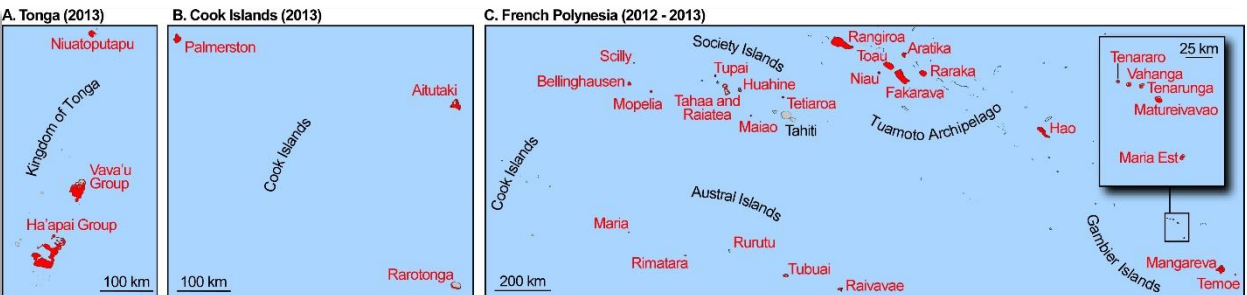 A. Tonga (2013)
Niuatoputapu
Kingdom of Tonga
Vava'u
Group
Ha'apai Group
100 km
B. Cook Islands (2013)
Palmerston
Aitutaki
Cook Islands
Rarotonga
100 km
C. French Polynesia (2012 - 2013)
Society Islands
Scilly
Bellinghausen
Mopelia
Tupai
Huahine
Tahaa and
Raiatea
Tetiaroa
Maiao
Tahiti
Rangiroa
Toau
Aratika
Niau
Raraka
Fakarava
Tuamoto Archipelago
Hao
Cook Islands
Austral Islands
Maria
Rimatara
Rurutu
Tubuai
Raivavae
200 km
Gambier Islands
Mangareva
Temoe
25 km
Tenararo
Vahanga
Tenarunga
Matureivavao
Maria Est